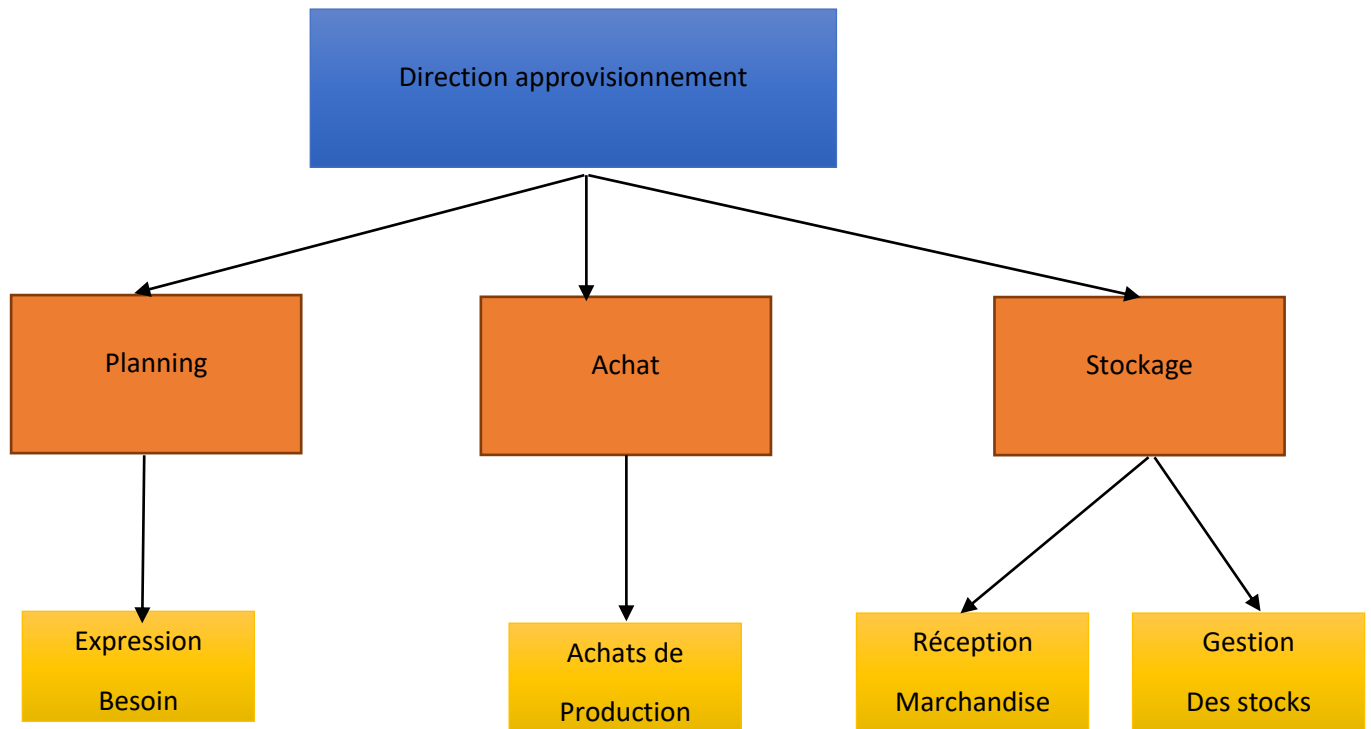 Direction approvisionnement
Planning
Achat
Stockage
Expression
Besoin
Achats de
Production
Réception
Marchandise
Gestion
Des stocks